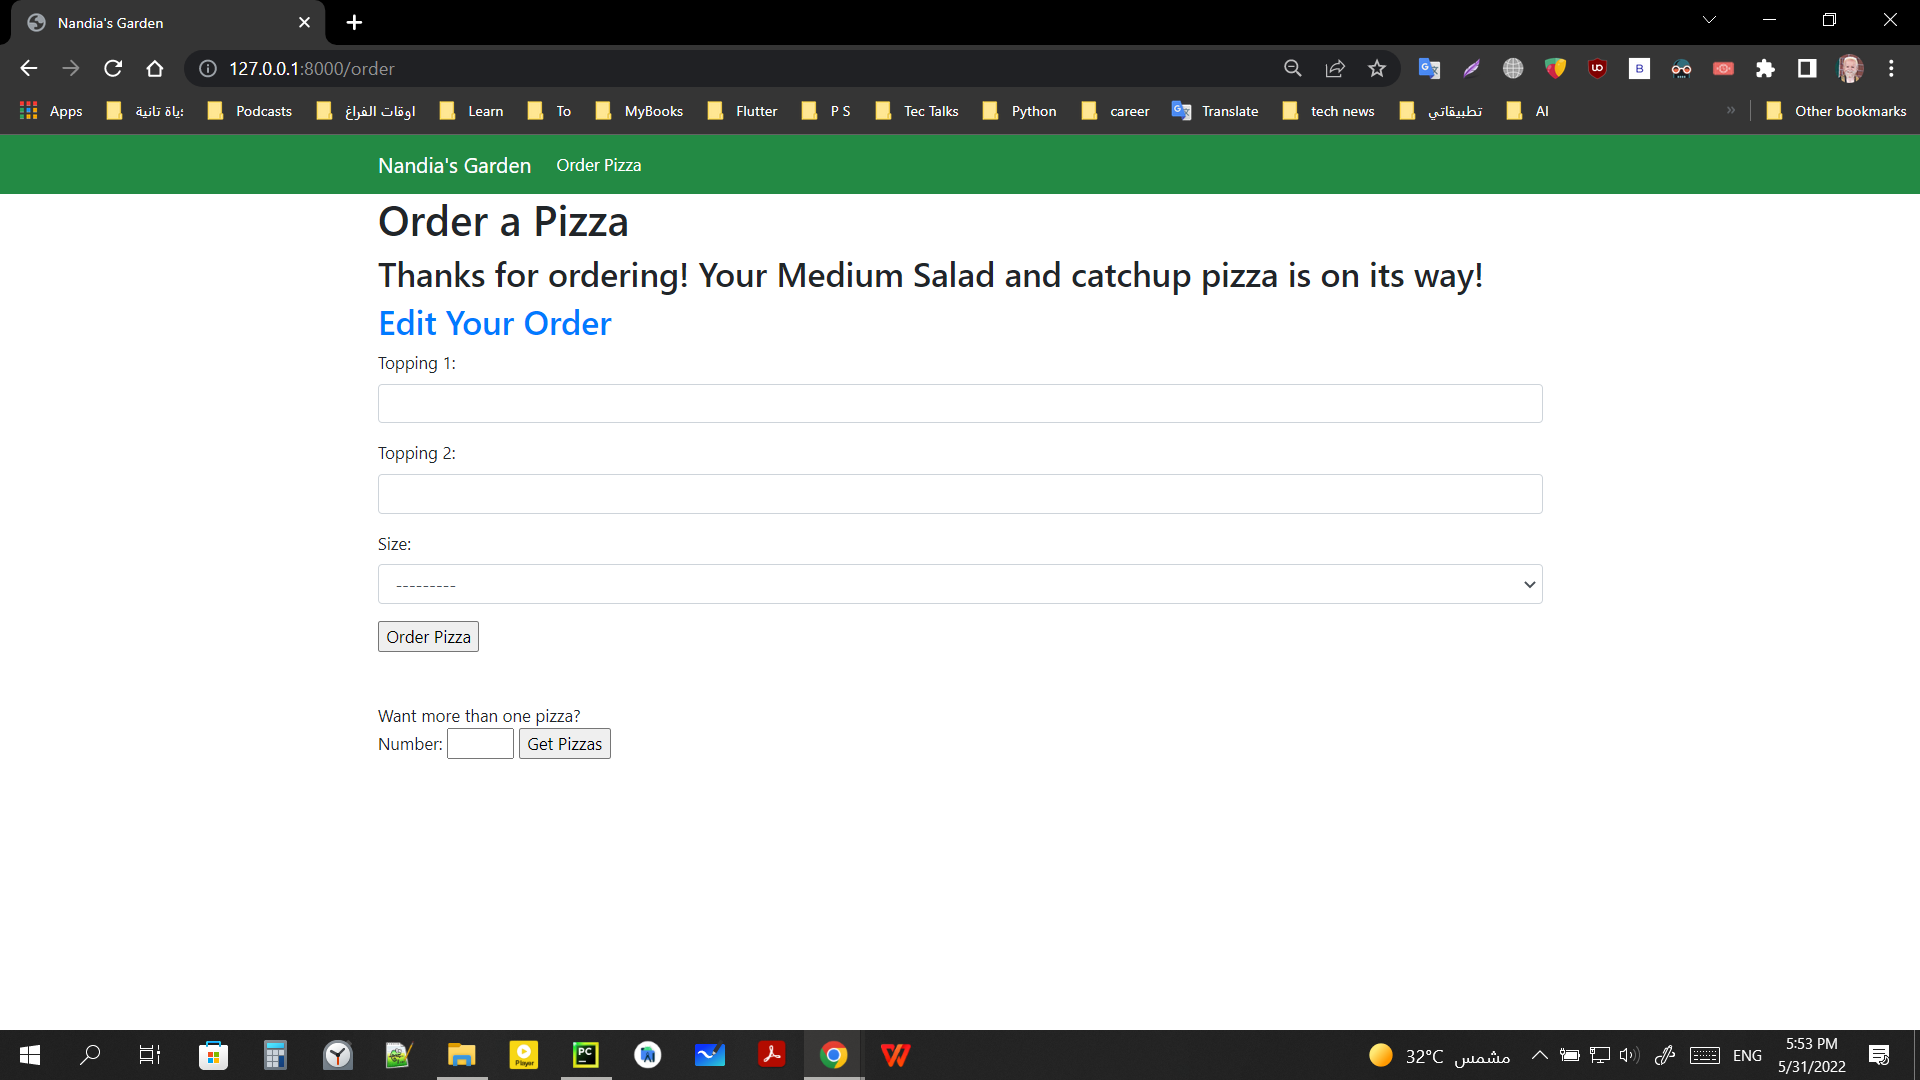 Nandia's Garden
127.0.0.1:8000/order
Apps
ياة تانية؛
Podcasts
اوقات الفراغ
Learn
To
MyBooks
Flutter
P S
Tec Talks
Python
career
Translate
tech news
تطبيقاتي
AI
»
Other bookmarks
Nandia's Garden Order Pizza
Order a Pizza
Thanks for ordering! Your Medium Salad and catchup pizza is on its way!
Edit Your Order
Topping 1:
Topping 2:
Size:
---------
Order Pizza
Want more than one pizza?
Number: Get Pizzas
32°C مشمس
ENG
5:53 PM
5/31/2022